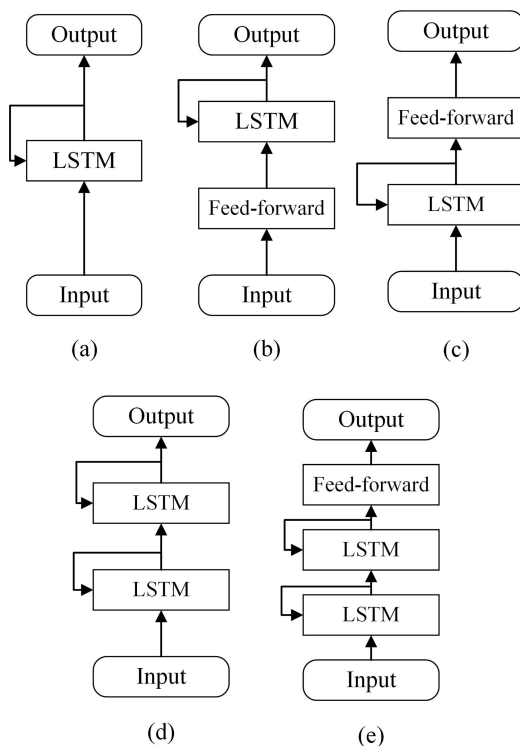 Output
LSTM
Input
(a)
Output
LSTM
Feed-forward
Input
(b)
Output
Feed-forward
LSTM
Input
(c)
Output
LSTM
LSTM
Input
(d)
Output
Feed-forward
LSTM
LSTM
Input
(e)